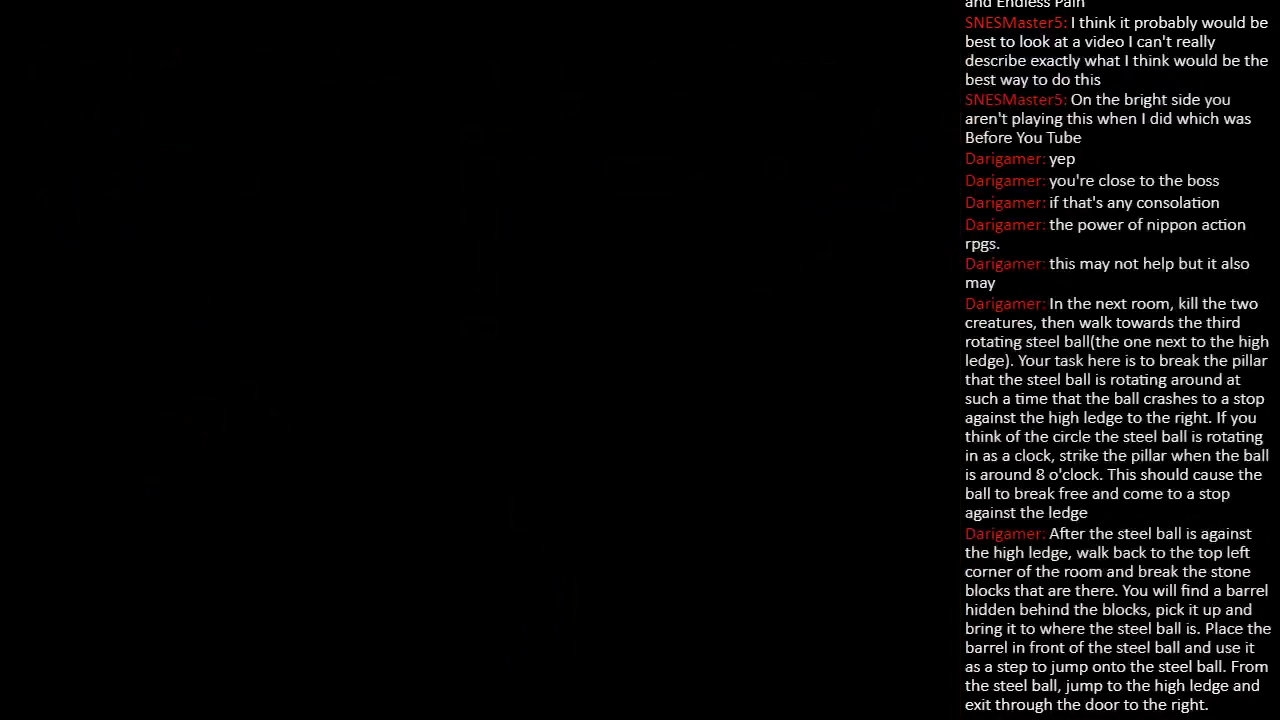 and Endless Pain
SNESMaster5: I think it probably would be
best to look at a video I can't really
describe exactly what I think would be the
best way to do this
SNESMaster5: On the bright side you
aren't playing this when I did which was
Before You Tube
Darigamer: yep
Darigamer: you're close to the boss
Darigamer: if that's any consolation
Darigamer: the power of nippon action
rpgs.
Darigamer: this may not help but it also
may
Darigamer: In the next room, kill the two
creatures, then walk towards the third
rotating steel ball(the one next to the high
ledge). Your task here is to break the pillar
that the steel ball is rotating around at
such a time that the ball crashes to a stop
against the high ledge to the right. If you
think of the circle the steel ball is rotating
in as a clock, strike the pillar when the ball
is around 8 o'clock. This should cause the
ball to break free and come to a stop
against the ledge
Darigamer: After the steel ball is against
the high ledge, walk back to the top left
corner of the room and break the stone
blocks that are there. You will find a barrel
hidden behind the blocks, pick it up and
bring it to where the steel ball is. Place the
barrel in front of the steel ball and use it
as a step to jump onto the steel ball. From
the steel ball, jump to the high ledge and
exit through the door to the right.